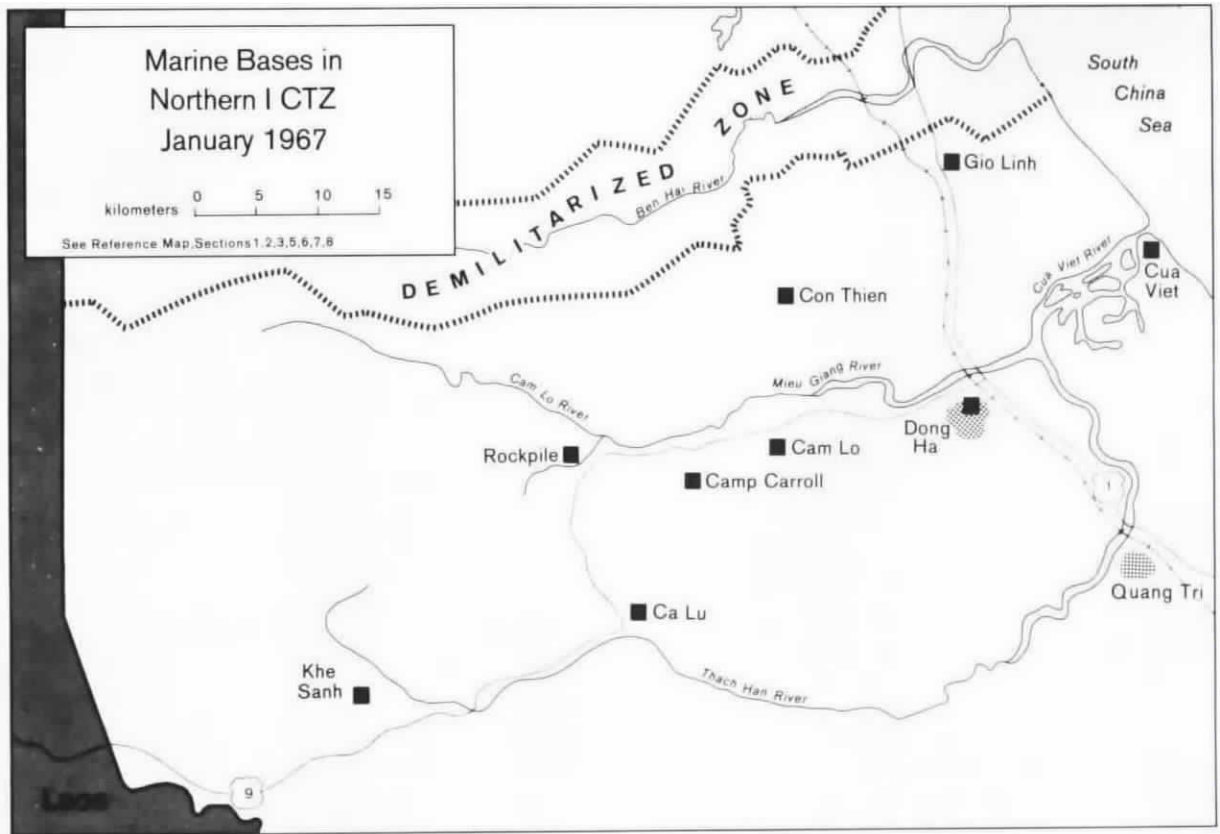 Marine Bases in
Northern I CTZ
January 1967
kilometers 0 5 10 15
See Reference Map, Sections 1,2,3,5,6,7,8
DEMILITARIZED ZONE
Ben Hai River
South
China
Sea
Gio Linh
Cua Viet River
Cua
Viet
Con Thien
Cam Lo River
Mieu Giang River
Dong
Ha
Rockpile
Cam Lo
Camp Carroll
1
Quang Tri
Ca Lu
Khe
Sanh
Thach Han River
9
Laos